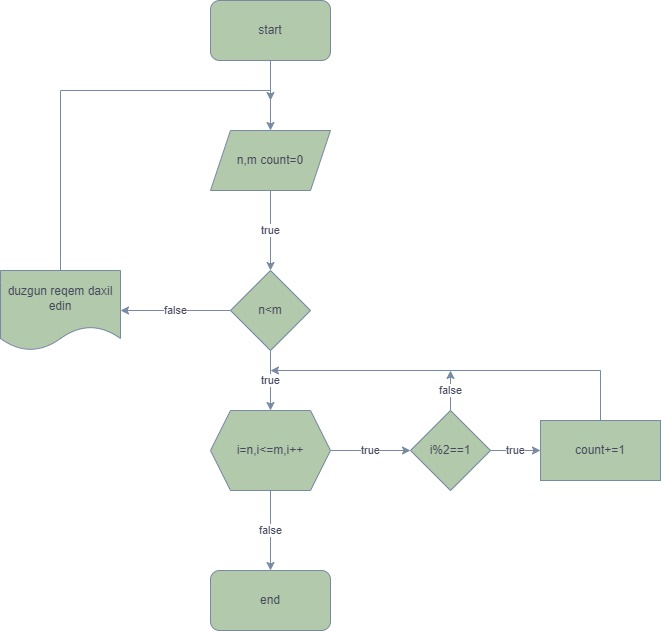 start
n,m count=0
true
duzgun reqem daxil
edin
false
n<m
true
false
i=n,i<=m,i++
true
i%2==1
true
count+=1
false
end